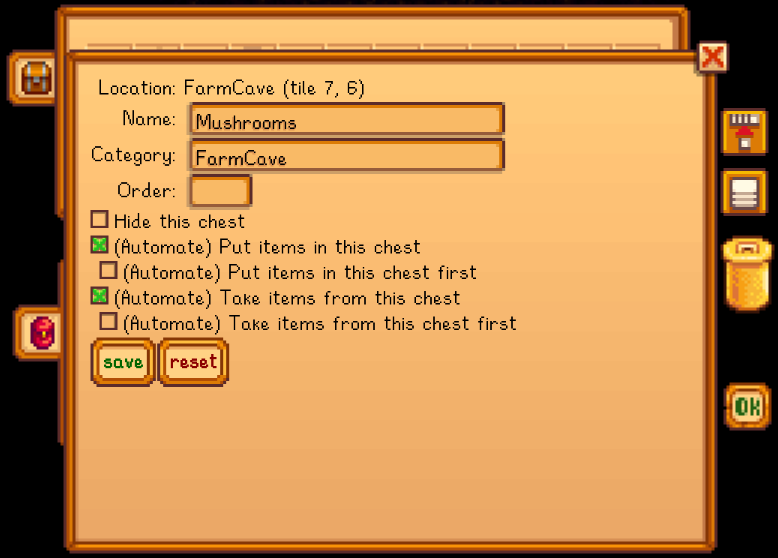 Location: FarmCave (tile 7, 6)
Name: Mushrooms
Category: FarmCave
Order:
Hide this chest
(Automate) Put items in this chest
(Automate) Put items in this chest first
(Automate) Take items from this chest
(Automate) Take items from this chest first
save reset
OK